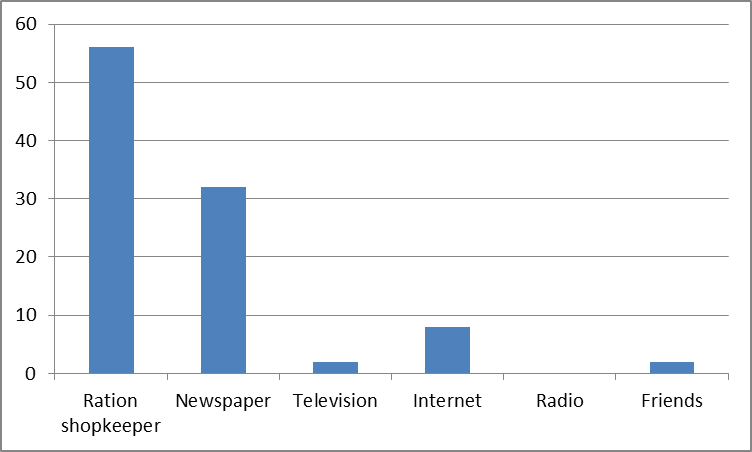 60
50
40
30
20
10
0
Ration shopkeeper
Newspaper
Television
Internet
Radio
Friends